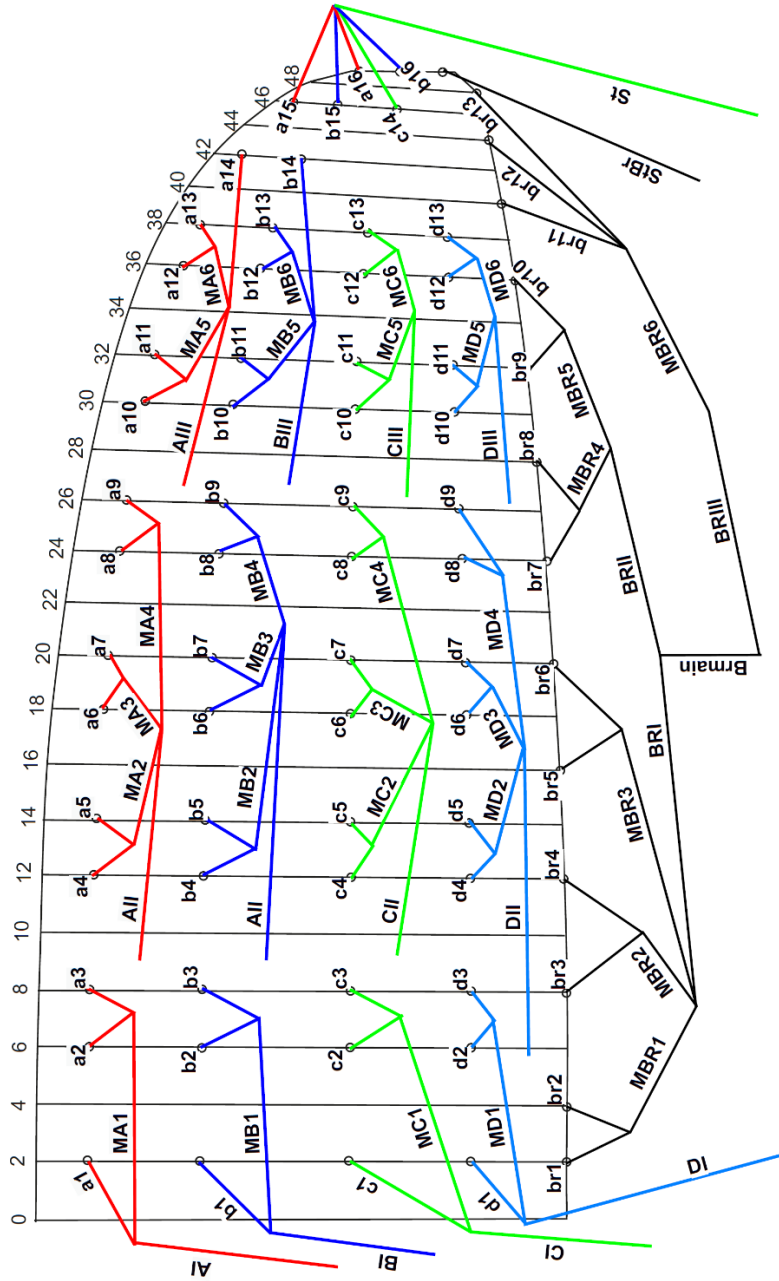 0
2
4
6
8
10
12
14
16
18
20
22
24
26
28
30
32
34
36
38
40
42
44
46
48
a1
a2
a3
a4
a5
a6
a7
a8
a9
a10
a11
a12
a13
a14
a15
a16
MA1
MA2
MA3
MA4
MA5
MA6
AI
AII
AIII
b1
b2
b3
b4
b5
b6
b7
b8
b9
b10
b11
b12
b13
b14
b15
b16
MB1
MB2
MB3
MB4
MB5
MB6
BI
AII
BIII
c1
c2
c3
c4
c5
c6
c7
c8
c9
c10
c11
c12
c13
c14
MC1
MC2
MC3
MC4
MC5
MC6
CI
CII
CIII
d1
d2
d3
d4
d5
d6
d7
d8
d9
d10
d11
d12
d13
MD1
MD2
MD3
MD4
MD5
MD6
DI
DII
DIII
br1
br2
br3
br4
br5
br6
br7
br8
br9
br10
br11
br12
br13
MBR1
MBR2
MBR3
MBR4
MBR5
MBR6
BRI
BRII
BRIII
Brmain
StBr
St